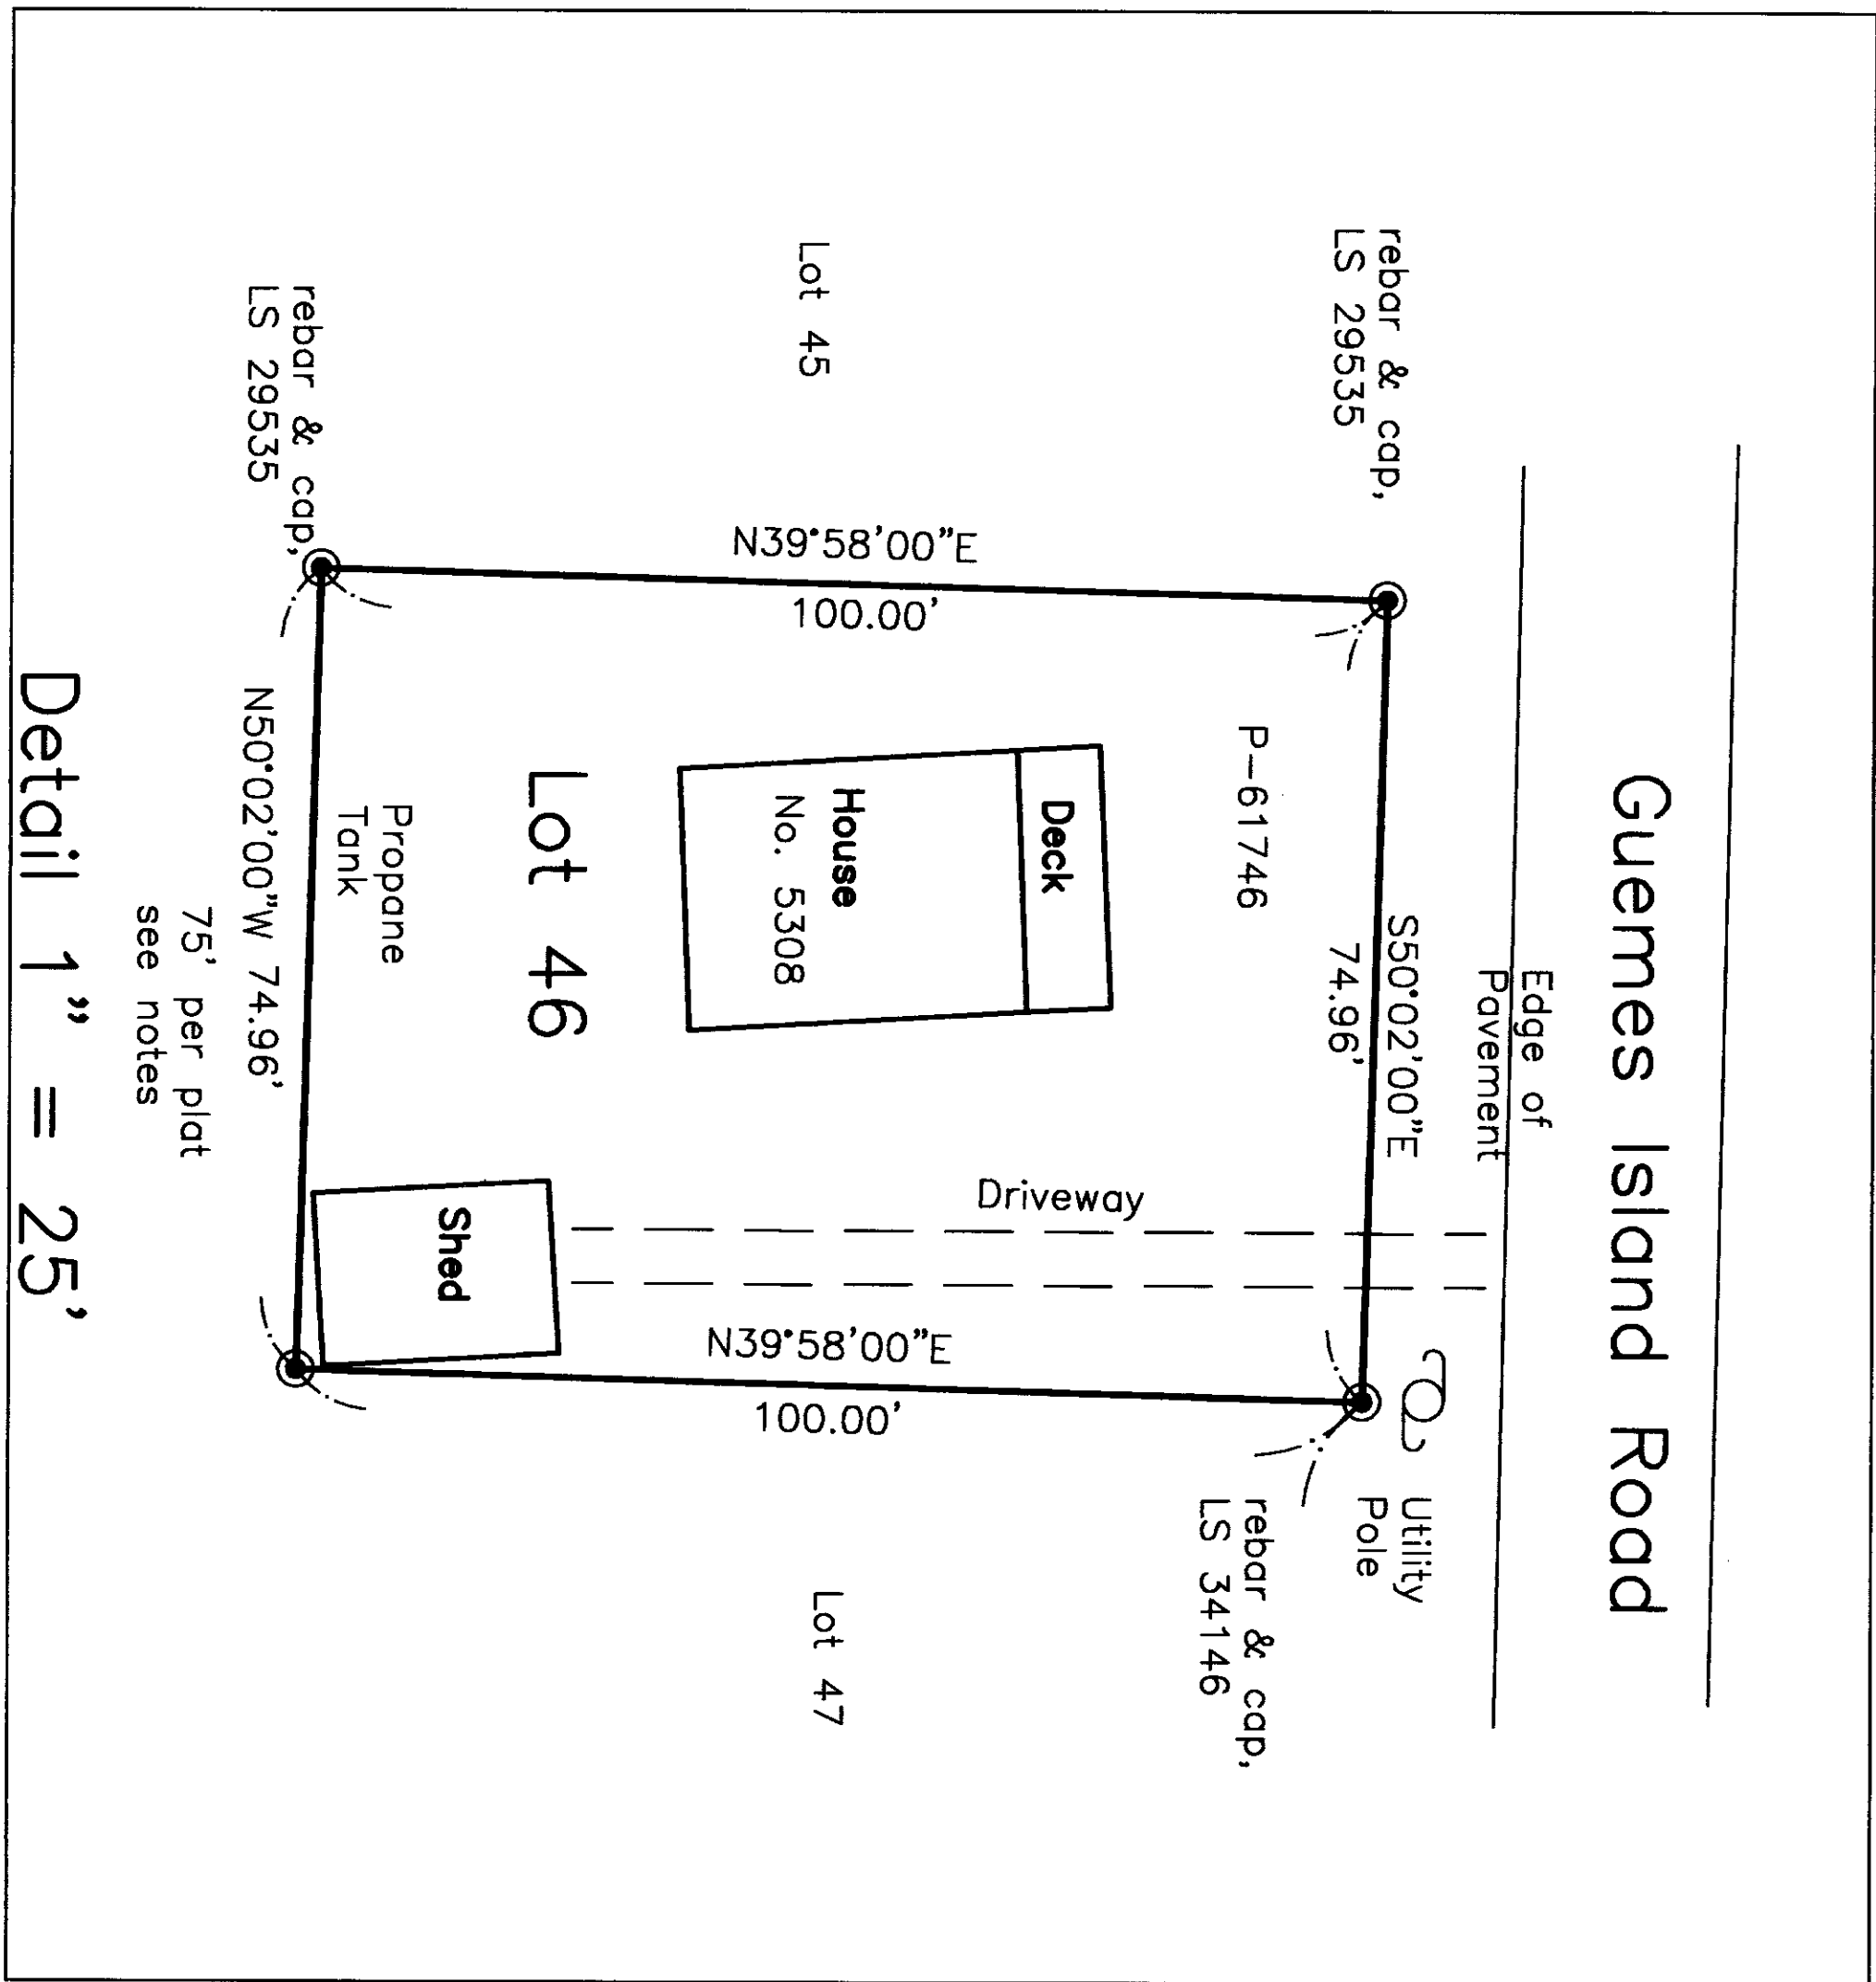 Guemes Island Road
Edge of
Pavement
rebar & cap,
LS 29535
S50°02'00"E
74.96'
Utility
Pole
rebar & cap,
LS 34146
P-61746
Driveway
Deck
House
No. 5308
N39°58'00"E
100.00'
N39°58'00"E
100.00'
Lot 45
Lot 47
Lot 46
Shed
Propane
Tank
rebar & cap,
LS 29535
N50°02'00"W 74.96'
75' per plat
see notes
Detail 1" = 25'